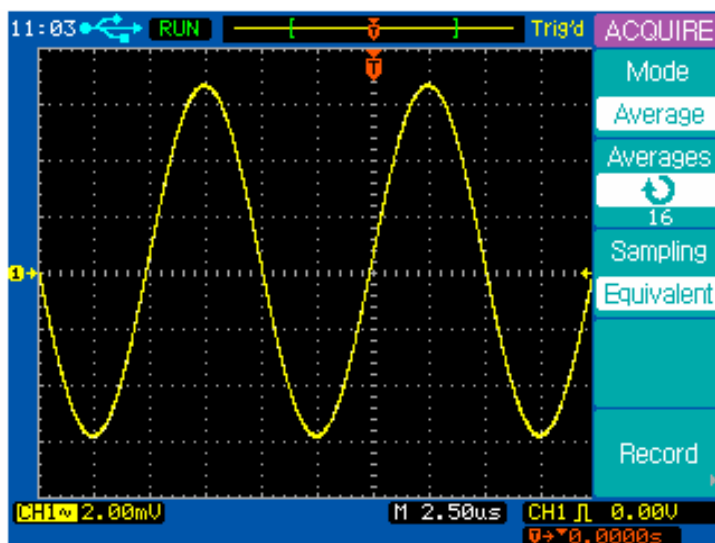 11:03 RUN T Trig'd ACQUIRE
T
Mode
Average
Averages
16
Sampling
Equivalent
Record
1
CH1~ 2.00mV M 2.50us CH1 0.00V
T→▼0.0000s